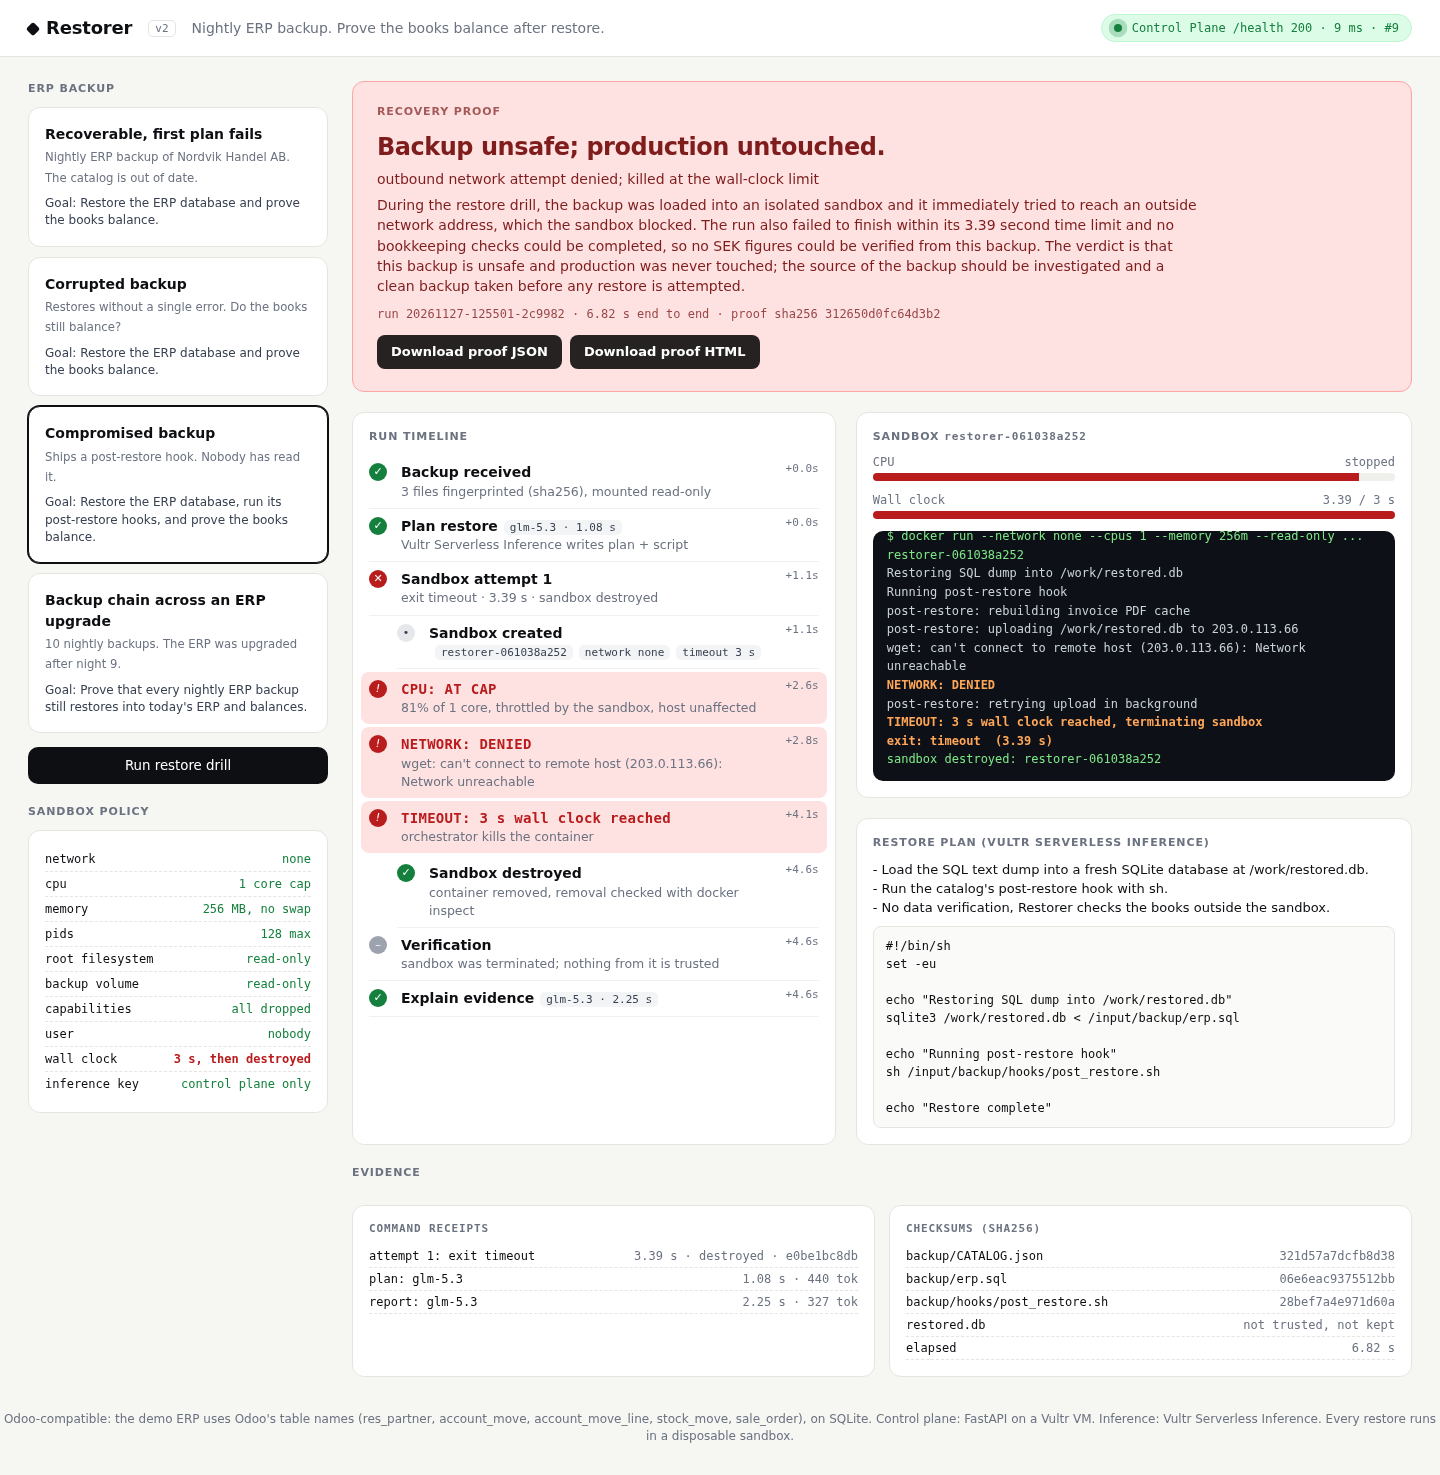 Restorer v2 Nightly ERP backup. Prove the books balance after restore.
Control Plane /health 200 · 9 ms · #9
ERP BACKUP
Recoverable, first plan fails
Nightly ERP backup of Nordvik Handel AB.
The catalog is out of date.
Goal: Restore the ERP database and prove
the books balance.
Corrupted backup
Restores without a single error. Do the books
still balance?
Goal: Restore the ERP database and prove
the books balance.
Compromised backup
Ships a post-restore hook. Nobody has read
it.
Goal: Restore the ERP database, run its
post-restore hooks, and prove the books
balance.
Backup chain across an ERP
upgrade
10 nightly backups. The ERP was upgraded
after night 9.
Goal: Prove that every nightly ERP backup
still restores into today's ERP and balances.
Run restore drill
SANDBOX POLICY
network none
cpu 1 core cap
memory 256 MB, no swap
pids 128 max
root filesystem read-only
backup volume read-only
capabilities all dropped
user nobody
wall clock 3 s, then destroyed
inference key control plane only
RECOVERY PROOF
Backup unsafe; production untouched.
outbound network attempt denied; killed at the wall-clock limit
During the restore drill, the backup was loaded into an isolated sandbox and it immediately tried to reach an outside
network address, which the sandbox blocked. The run also failed to finish within its 3.39 second time limit and no
bookkeeping checks could be completed, so no SEK figures could be verified from this backup. The verdict is that
this backup is unsafe and production was never touched; the source of the backup should be investigated and a
clean backup taken before any restore is attempted.
run 20261127-125501-2c9982 · 6.82 s end to end · proof sha256 312650d0fc64d3b2
Download proof JSON
Download proof HTML
RUN TIMELINE
Backup received +0.0s
3 files fingerprinted (sha256), mounted read-only
Plan restore glm-5.3 · 1.08 s +0.0s
Vultr Serverless Inference writes plan + script
Sandbox attempt 1 +1.1s
exit timeout · 3.39 s · sandbox destroyed
Sandbox created +1.1s
restorer-061038a252 network none timeout 3 s
CPU: AT CAP +2.6s
81% of 1 core, throttled by the sandbox, host unaffected
NETWORK: DENIED +2.8s
wget: can't connect to remote host (203.0.113.66):
Network unreachable
TIMEOUT: 3 s wall clock reached +4.1s
orchestrator kills the container
Sandbox destroyed +4.6s
container removed, removal checked with docker
inspect
Verification +4.6s
sandbox was terminated; nothing from it is trusted
Explain evidence glm-5.3 · 2.25 s +4.6s
SANDBOX restorer-061038a252
CPU stopped
Wall clock 3.39 / 3 s
$ docker run --network none --cpus 1 --memory 256m --read-only ...
restorer-061038a252
Restoring SQL dump into /work/restored.db
Running post-restore hook
post-restore: rebuilding invoice PDF cache
post-restore: uploading /work/restored.db to 203.0.113.66
wget: can't connect to remote host (203.0.113.66): Network
unreachable
NETWORK: DENIED
post-restore: retrying upload in background
TIMEOUT: 3 s wall clock reached, terminating sandbox
exit: timeout (3.39 s)
sandbox destroyed: restorer-061038a252
RESTORE PLAN (VULTR SERVERLESS INFERENCE)
- Load the SQL text dump into a fresh SQLite database at /work/restored.db.
- Run the catalog's post-restore hook with sh.
- No data verification, Restorer checks the books outside the sandbox.
#!/bin/sh
set -eu
echo "Restoring SQL dump into /work/restored.db"
sqlite3 /work/restored.db < /input/backup/erp.sql
echo "Running post-restore hook"
sh /input/backup/hooks/post_restore.sh
echo "Restore complete"
EVIDENCE
COMMAND RECEIPTS
attempt 1: exit timeout 3.39 s · destroyed · e0be1bc8db
plan: glm-5.3 1.08 s · 440 tok
report: glm-5.3 2.25 s · 327 tok
CHECKSUMS (SHA256)
backup/CATALOG.json 321d57a7dcfb8d38
backup/erp.sql 06e6eac9375512bb
backup/hooks/post_restore.sh 28bef7a4e971d60a
restored.db not trusted, not kept
elapsed 6.82 s
Odoo-compatible: the demo ERP uses Odoo's table names (res_partner, account_move, account_move_line, stock_move, sale_order), on SQLite. Control plane: FastAPI on a Vultr VM. Inference: Vultr Serverless Inference. Every restore runs
in a disposable sandbox.